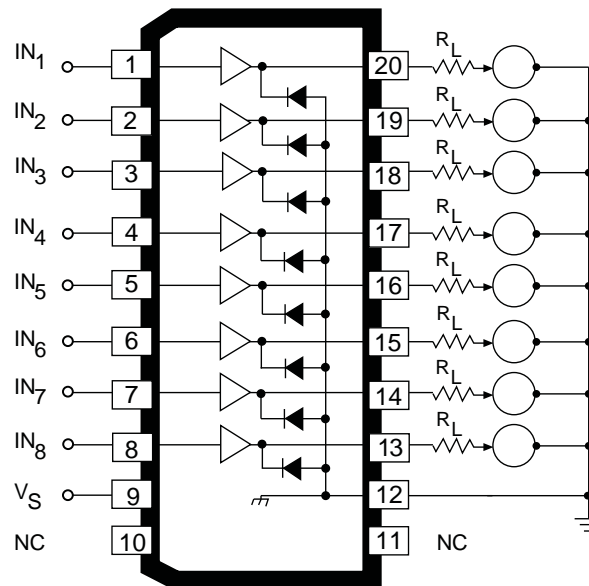 IN1 1 20 RL
IN2 2 19 RL
IN3 3 18 RL
IN4 4 17 RL
IN5 5 16 RL
IN6 6 15 RL
IN7 7 14 RL
IN8 8 13 RL
VS 9 12
NC 10 11 NC